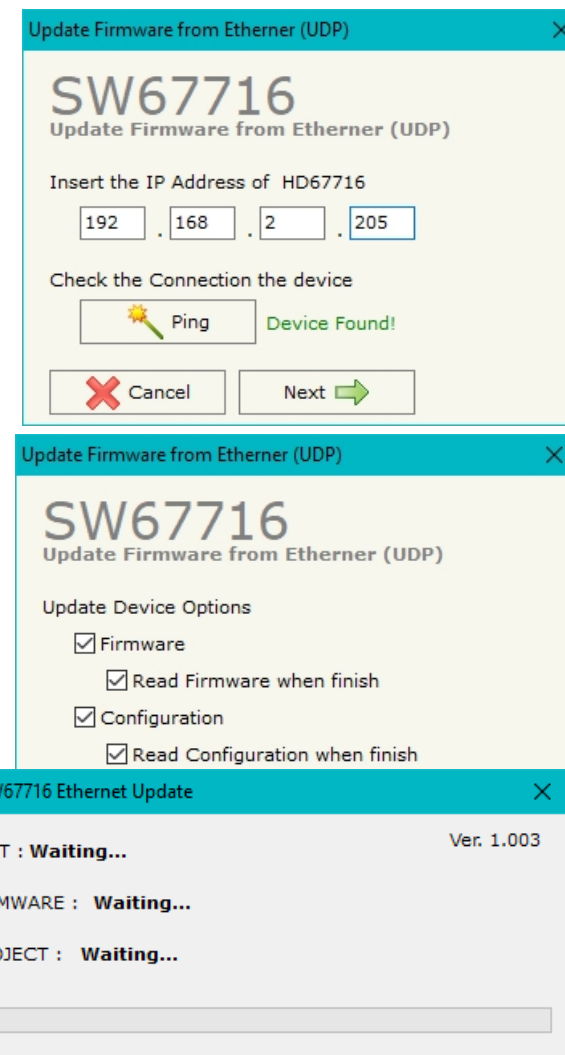 Update Firmware from Etherner (UDP)
SW67716
Update Firmware from Etherner (UDP)
Insert the IP Address of HD67716
192 . 168 . 2 . 205
Check the Connection the device
Ping Device Found!
Cancel Next
Update Firmware from Etherner (UDP)
SW67716
Update Firmware from Etherner (UDP)
Update Device Options
Firmware
Read Firmware when finish
Configuration
Read Configuration when finish
W67716 Ethernet Update
Ver. 1.003
T : Waiting...
MWARE : Waiting...
OJECT : Waiting...